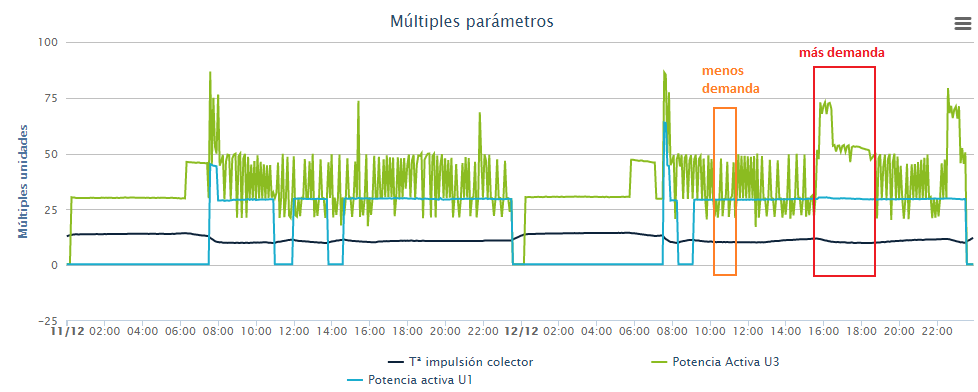 Múltiples parámetros
100
75
50
25
0
−25
Múltiples unidades
menos
demanda
más demanda
11/12 02:00 04:00 06:00 08:00 10:00 12:00 14:00 16:00 18:00 20:00 22:00 12/12 02:00 04:00 06:00 08:00 10:00 12:00 14:00 16:00 18:00 20:00 22:00
Tª impulsión colector
Potencia Activa U3
Potencia activa U1